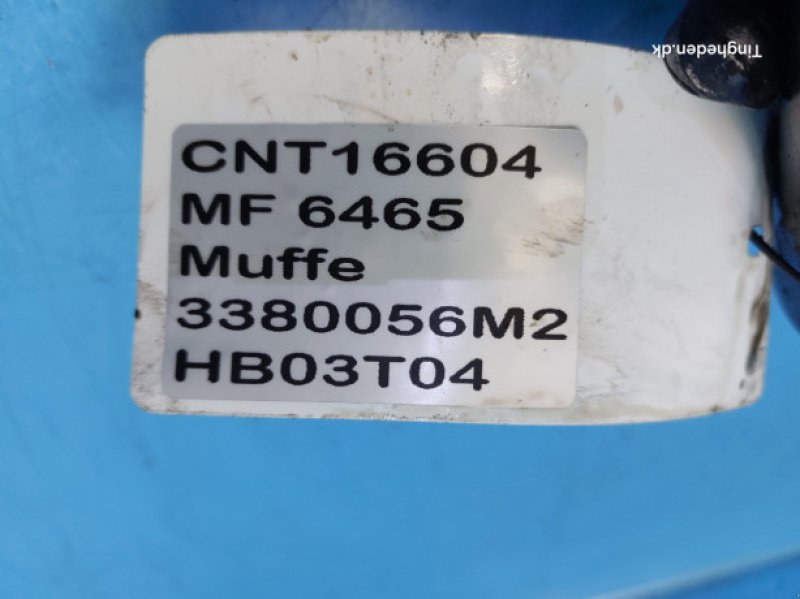 Tingheden.dk
CNT16604
MF 6465
Muffe
3380056M2
HB03T04